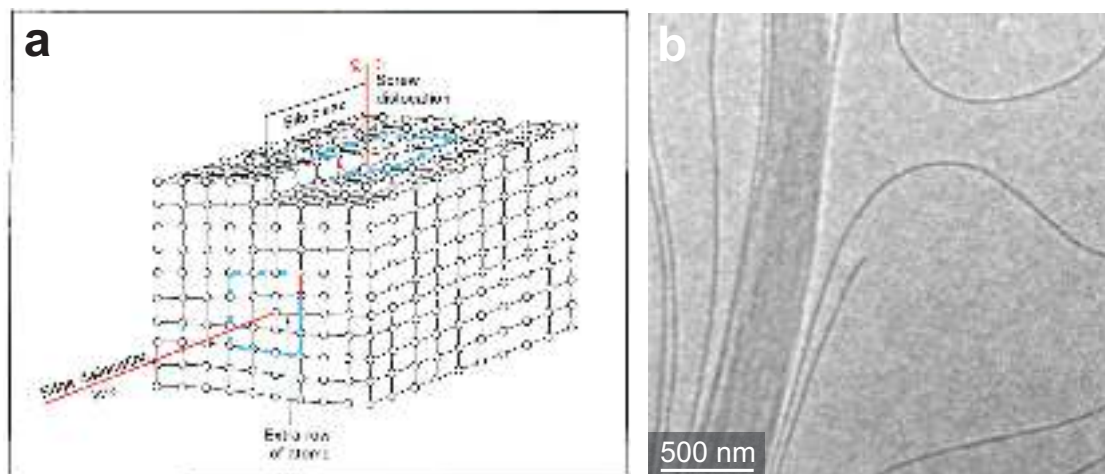 a
Screw
dislocation
Slip plane
Edge dislocation
Extra row
of atoms
b
500 nm